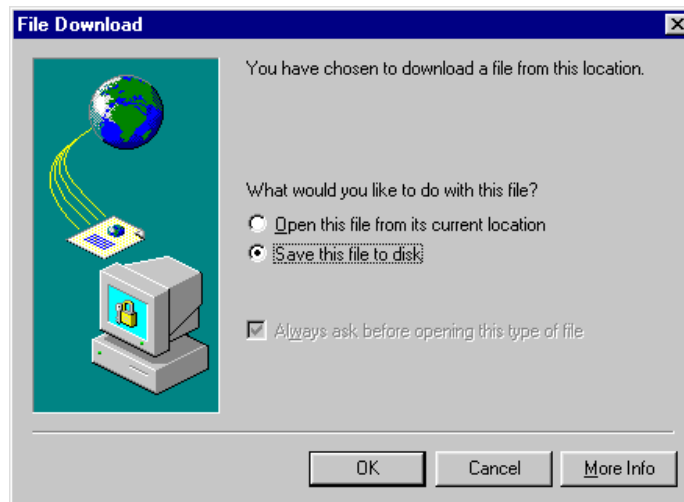 File Download
You have chosen to download a file from this location.
What would you like to do with this file?
Open this file from its current location
Save this file to disk
Always ask before opening this type of file
OK
Cancel
More Info